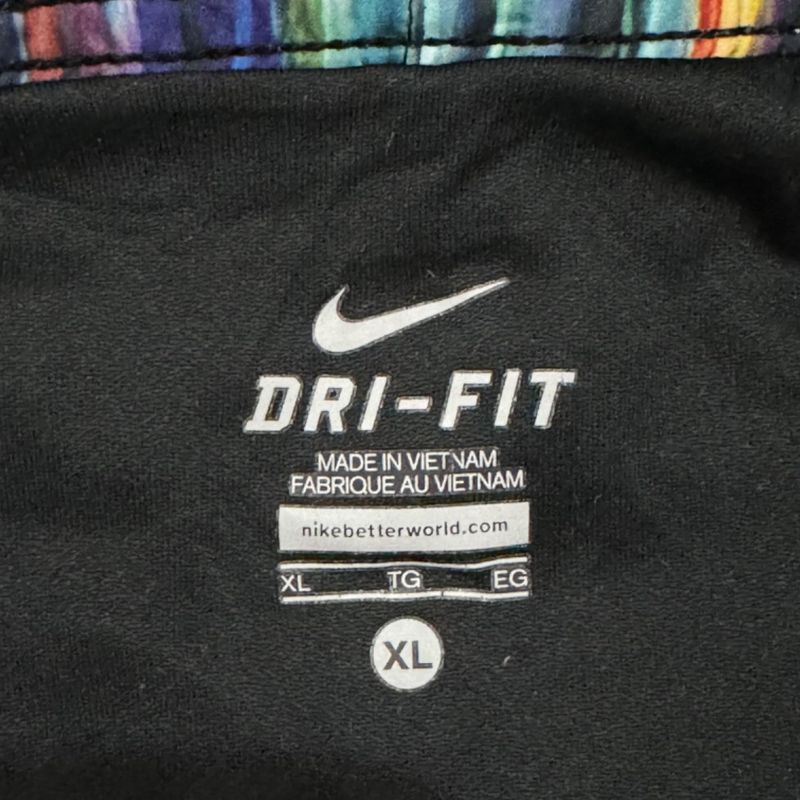 DRI-FIT
MADE IN VIETNAM
FABRIQUE AU VIETNAM
nikebetterworld.com
XL TG EG
XL